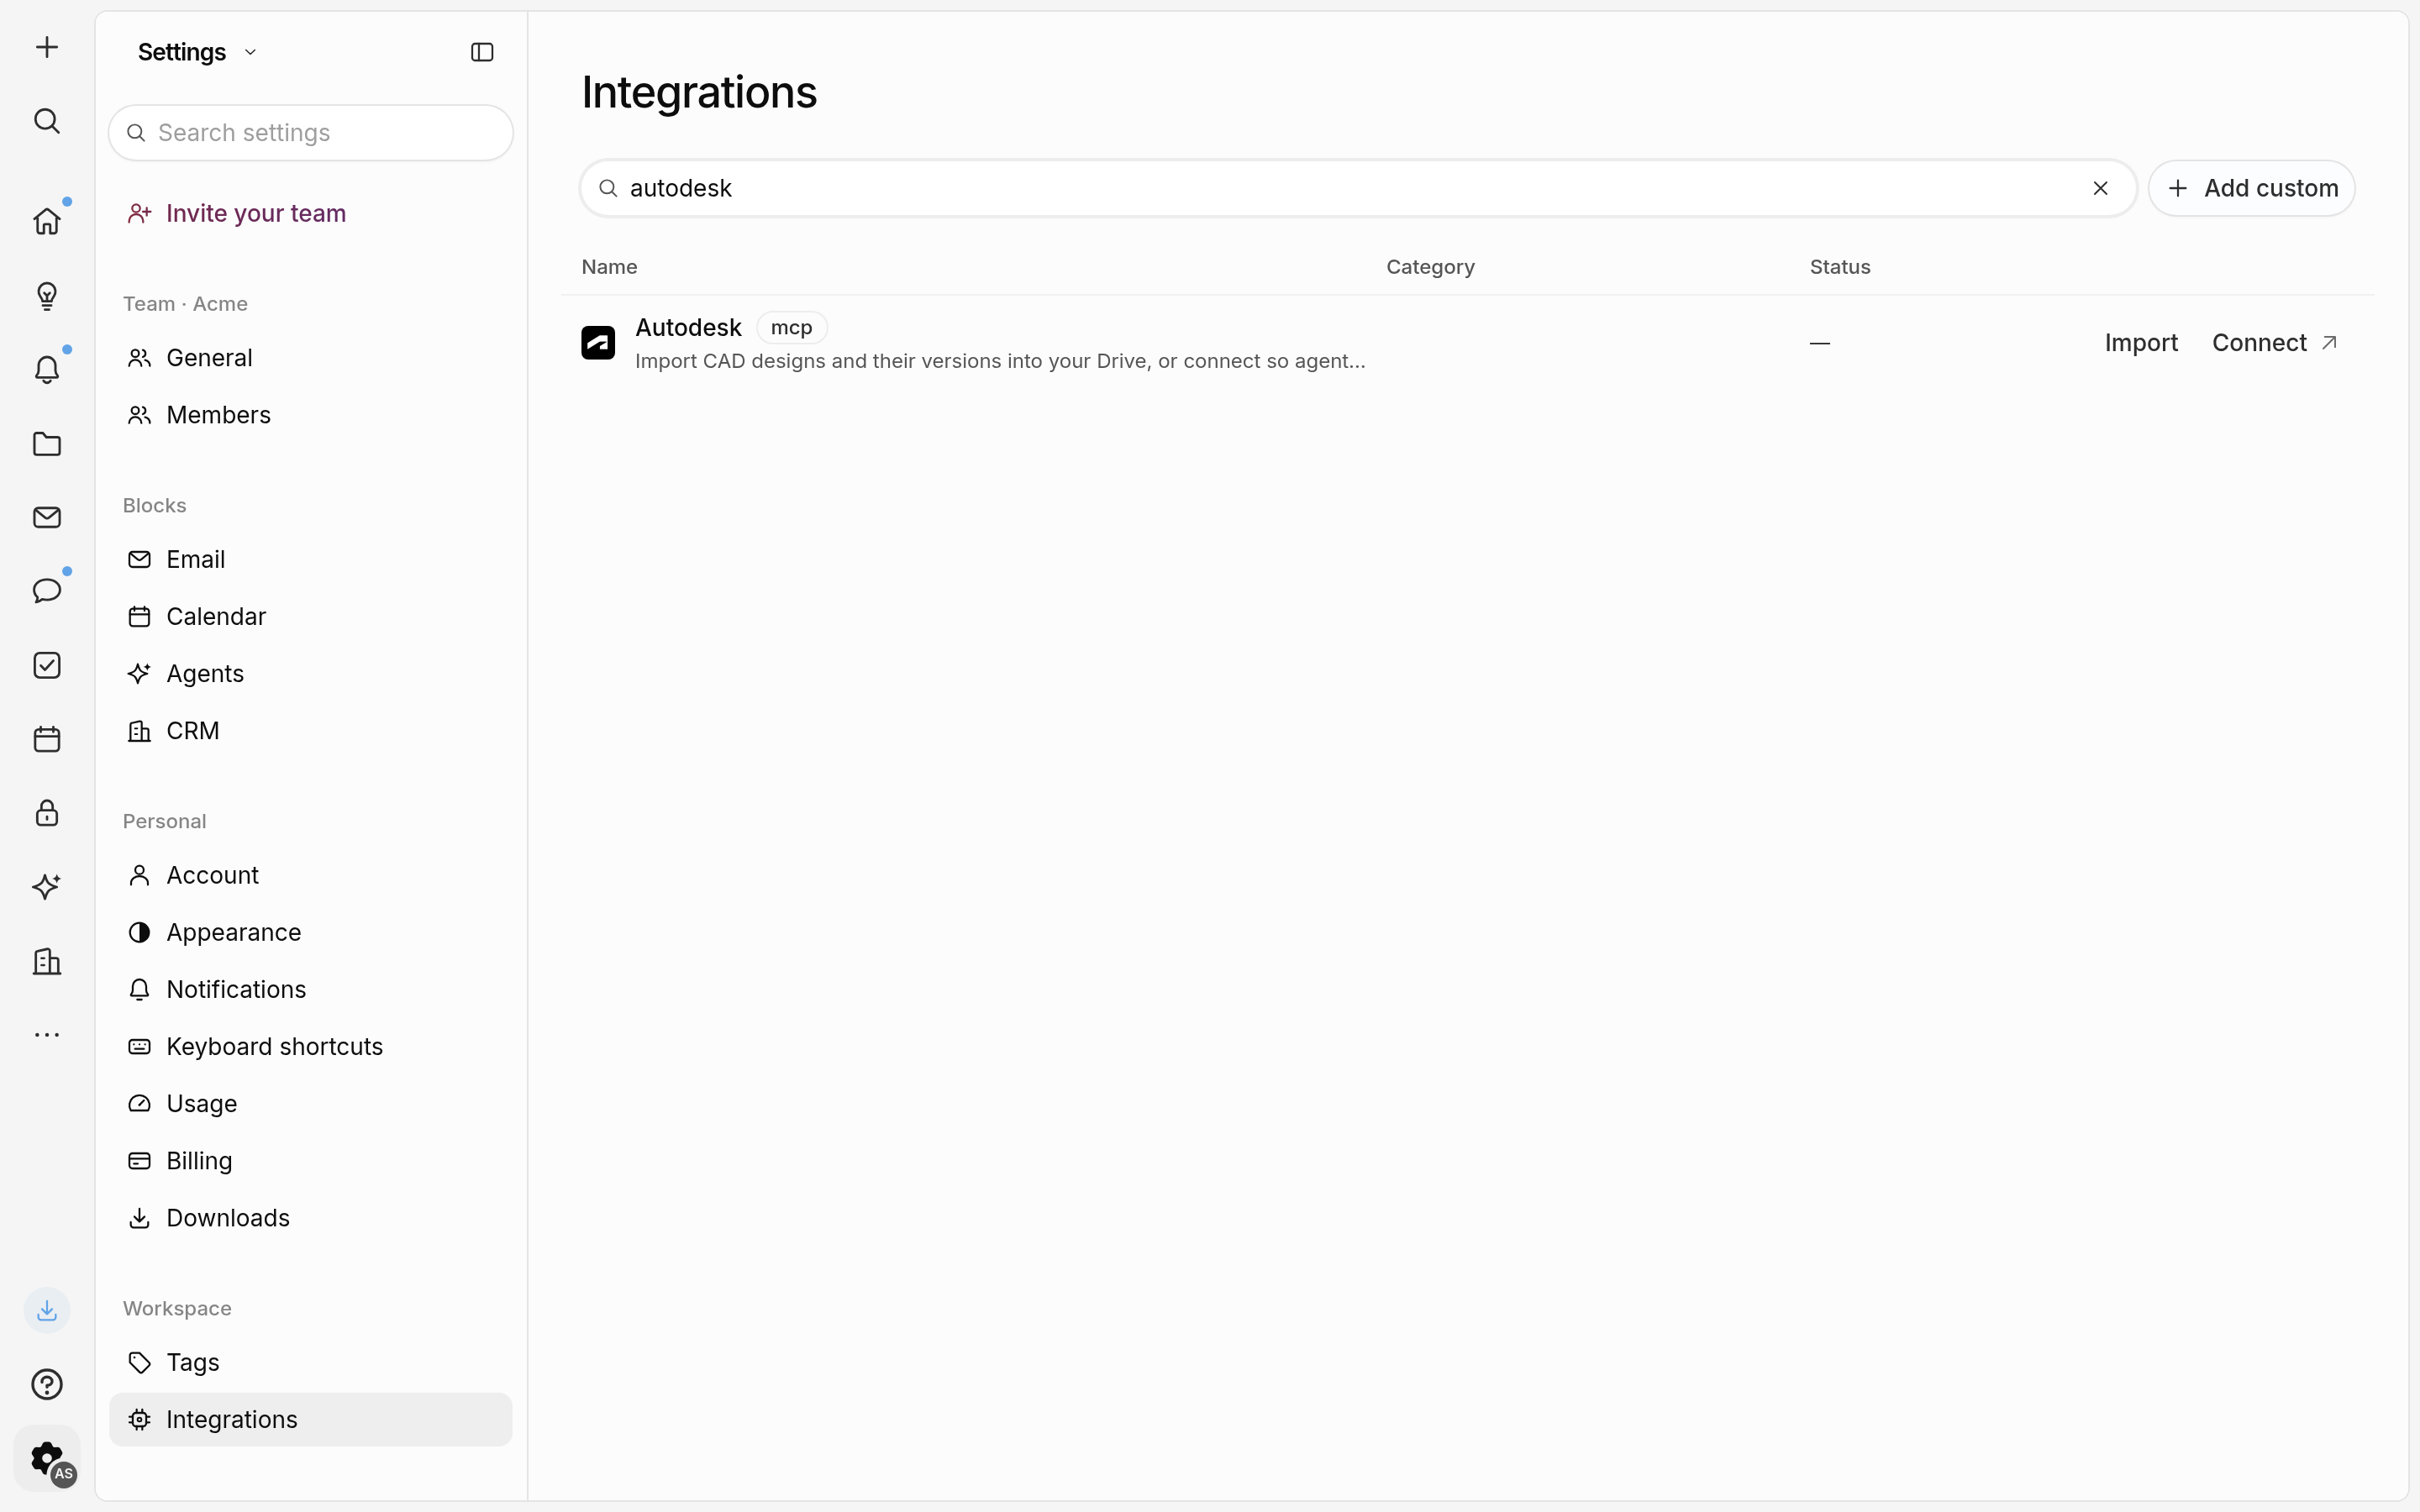 Settings
Search settings
Invite your team
Team · Acme
General
Members
Blocks
Email
Calendar
Agents
CRM
Personal
Account
Appearance
Notifications
Keyboard shortcuts
Usage
Billing
Downloads
Workspace
Tags
Integrations
AS
Integrations
autodesk
Add custom
Name Category Status
Autodesk mcp
Import CAD designs and their versions into your Drive, or connect so agent...
— Import Connect